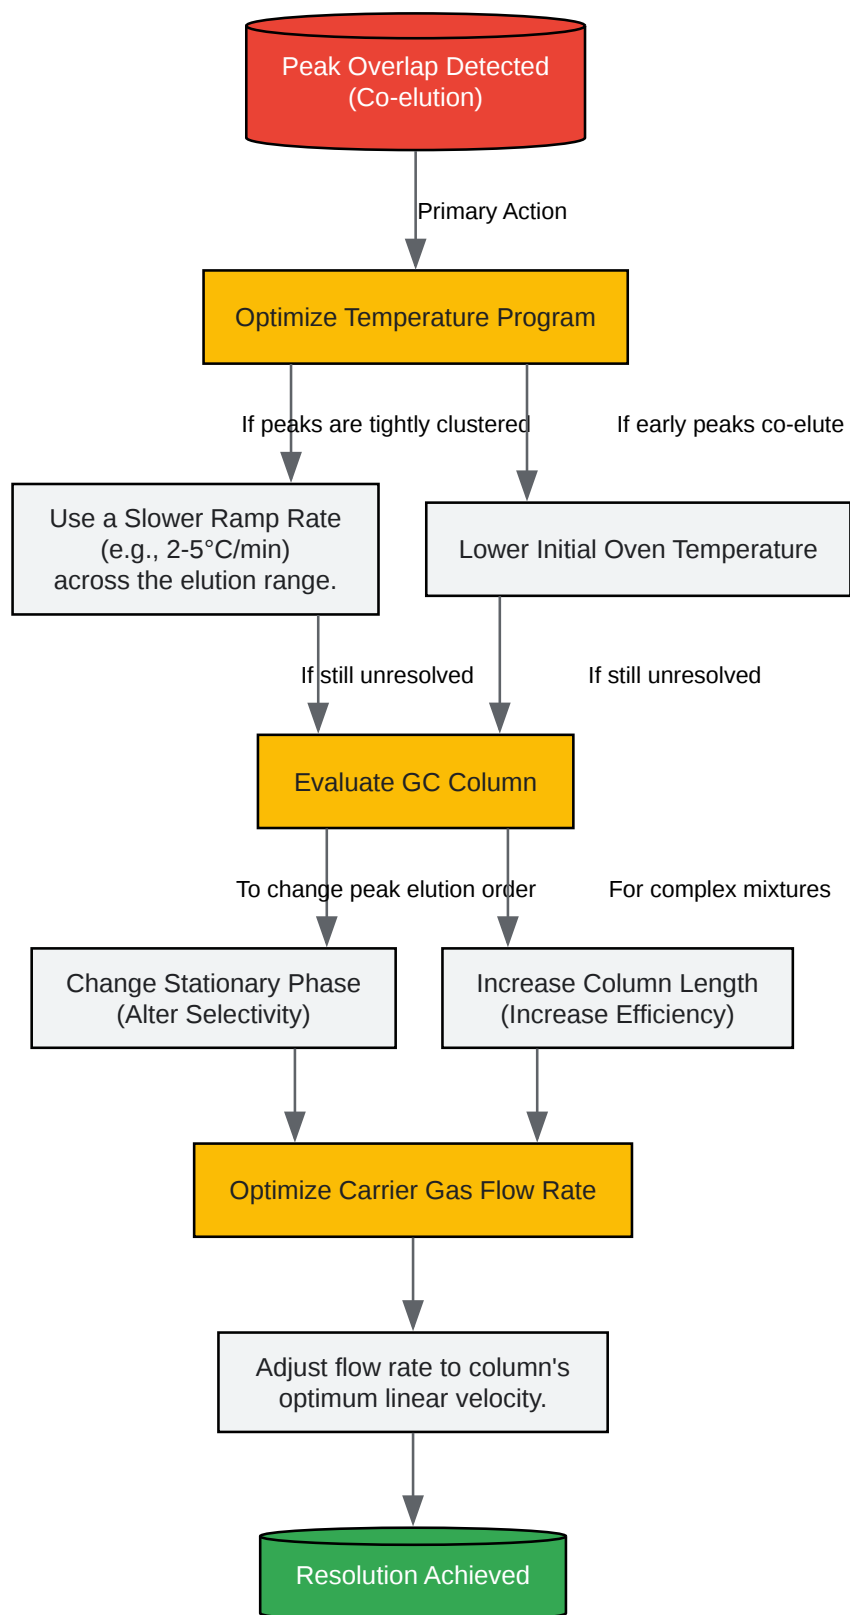 Peak Overlap Detected
(Co-elution)
Primary Action
Optimize Temperature Program
If peaks are tightly clustered
If early peaks co-elute
Use a Slower Ramp Rate
(e.g., 2-5°C/min)
across the elution range.
Lower Initial Oven Temperature
If still unresolved
If still unresolved
Evaluate GC Column
To change peak elution order
For complex mixtures
Change Stationary Phase
(Alter Selectivity)
Increase Column Length
(Increase Efficiency)
Optimize Carrier Gas Flow Rate
Adjust flow rate to column's
optimum linear velocity.
Resolution Achieved